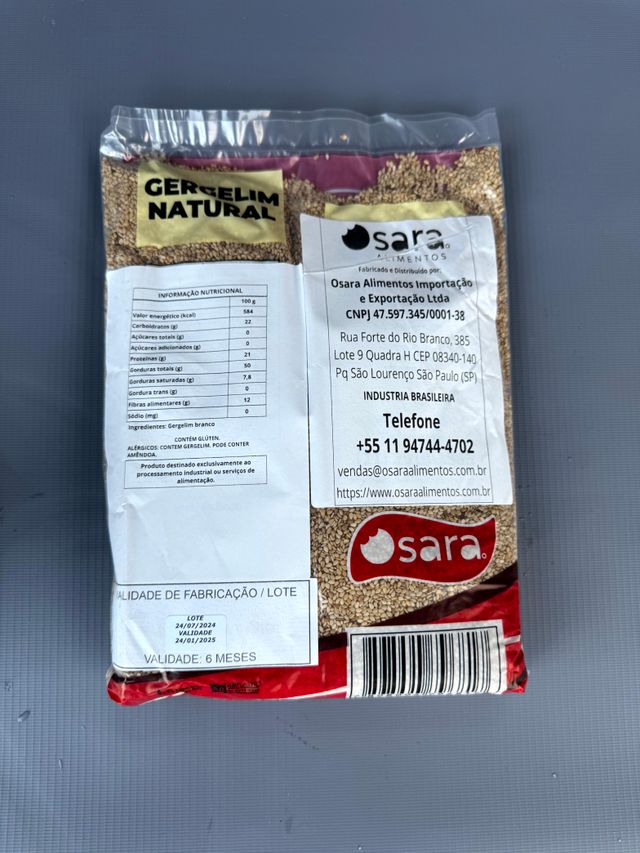 GERGELIM
NATURAL
INFORMAÇÃO NUTRICIONAL
100 g
Valor energético (kcal) 584
Carboidratos (g) 22
Açúcares totais (g) 0
Açúcares adicionados (g) 0
Proteínas (g) 21
Gorduras totais (g) 50
Gorduras saturadas (g) 7,8
Gordura trans (g) 0
Fibras alimentares (g) 12
Sódio (mg) 0
Ingredientes: Gergelim branco
CONTÉM GLÚTEN.
ALÉRGICOS: CONTEM GERGELIM. PODE CONTER
AMÊNDOA.
Produto destinado exclusivamente ao
processamento industrial ou serviços de
alimentação.
ALIDADE DE FABRICAÇÃO / LOTE
LOTE
24/07/2024
VALIDADE
24/01/2025
VALIDADE: 6 MESES
Osara
ALIMENTOS
Fabricado e Distribuido por:
Osara Alimentos Importação
e Exportação Ltda
CNPJ 47.597.345/0001-38
Rua Forte do Rio Branco, 385
Lote 9 Quadra H CEP 08340-140
Pq São Lourenço São Paulo (SP)
INDUSTRIA BRASILEIRA
Telefone
+55 11 94744-4702
vendas@osaraalimentos.com.br
https://www.osaraalimentos.com.br
Osara